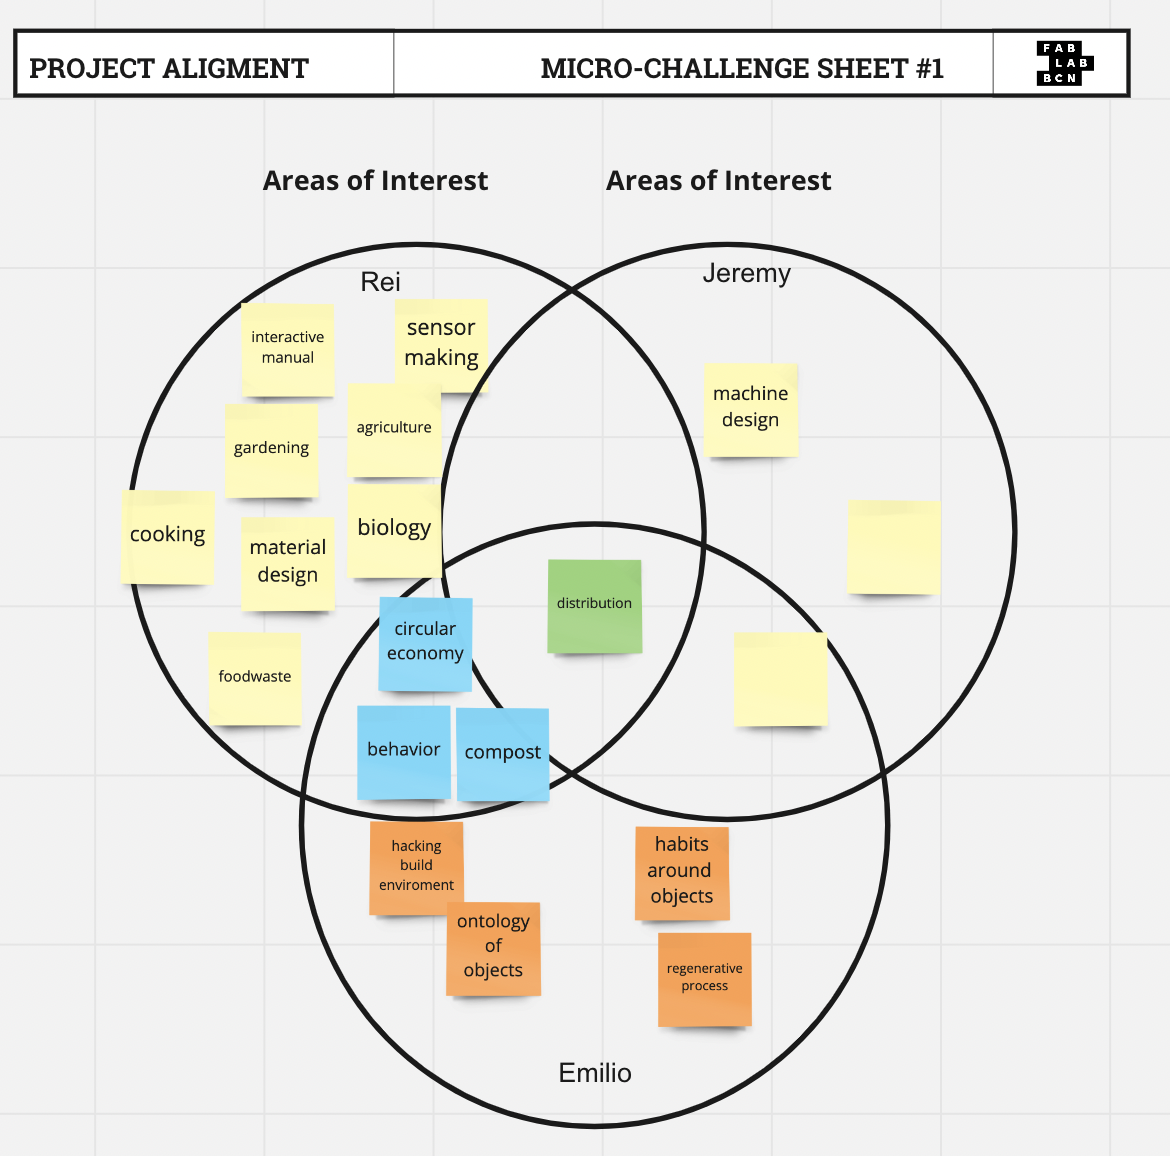 PROJECT ALIGMENT
MICRO-CHALLENGE SHEET #1
FAB
LAB
BCN
Areas of Interest
Areas of Interest
Rei
Jeremy
interactive
manual
sensor
making
machine
design
gardening
agriculture
cooking
material
design
biology
distribution
circular
economy
foodwaste
behavior
compost
hacking
build
enviroment
habits
around
objects
ontology
of
objects
regenerative
process
Emilio